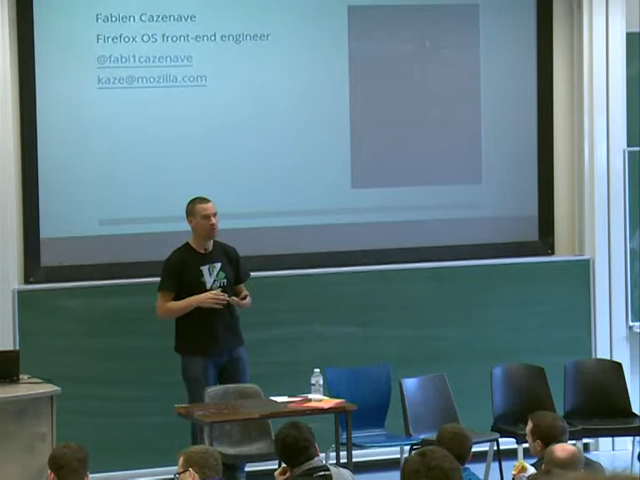 Fabien Cazenave
Firefox OS front-end engineer
@fabi1cazenave
kaze@mozilla.com